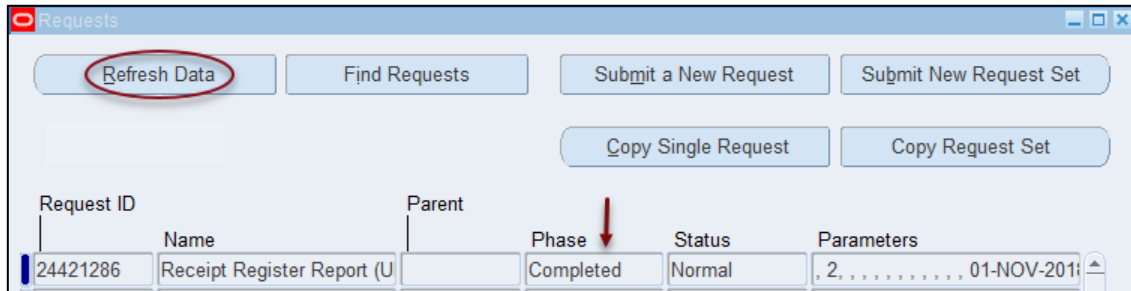 Requests
Refresh Data Find Requests Submit a New Request Submit New Request Set
Copy Single Request Copy Request Set
Request ID Parent
Name Phase Status Parameters
24421286 Receipt Register Report (U Completed Normal , 2, , , , , , , , , , , 01-NOV-2018